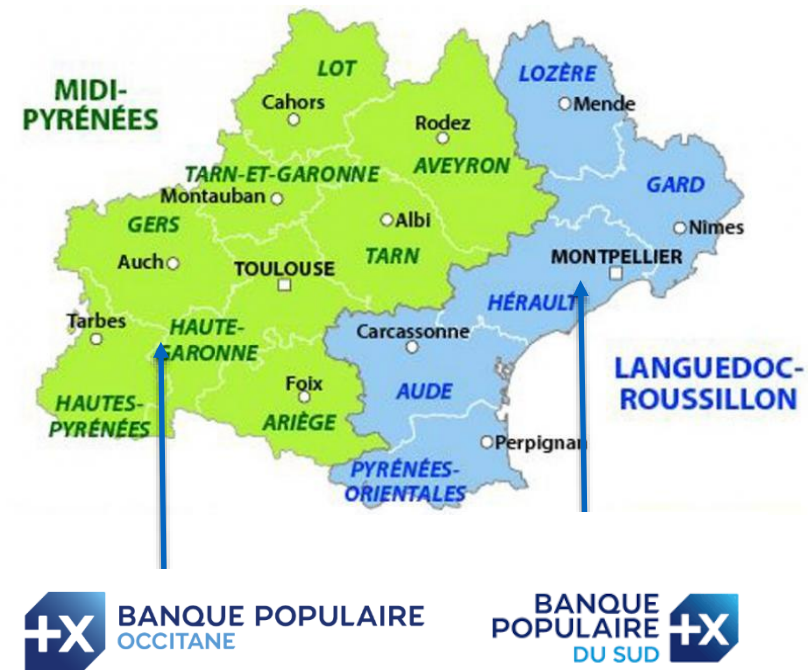 LOT
LOZÈRE
MIDI-
PYRÉNÉES
Cahors
Mende
Rodez
AVEYRON
TARN-ET-GARONNE
Montauban
GARD
GERS
Albi
Nîmes
Auch
TOULOUSE
TARN
MONTPELLIER
HÉRAULT
Tarbes
HAUTE-
GARONNE
Carcassonne
LANGUEDOC-
ROUSSILLON
Foix
AUDE
HAUTES-
PYRÉNÉES
ARIÈGE
Perpignan
PYRÉNÉES-
ORIENTALES
+X BANQUE POPULAIRE
OCCITANE
BANQUE
POPULAIRE +X
DU SUD